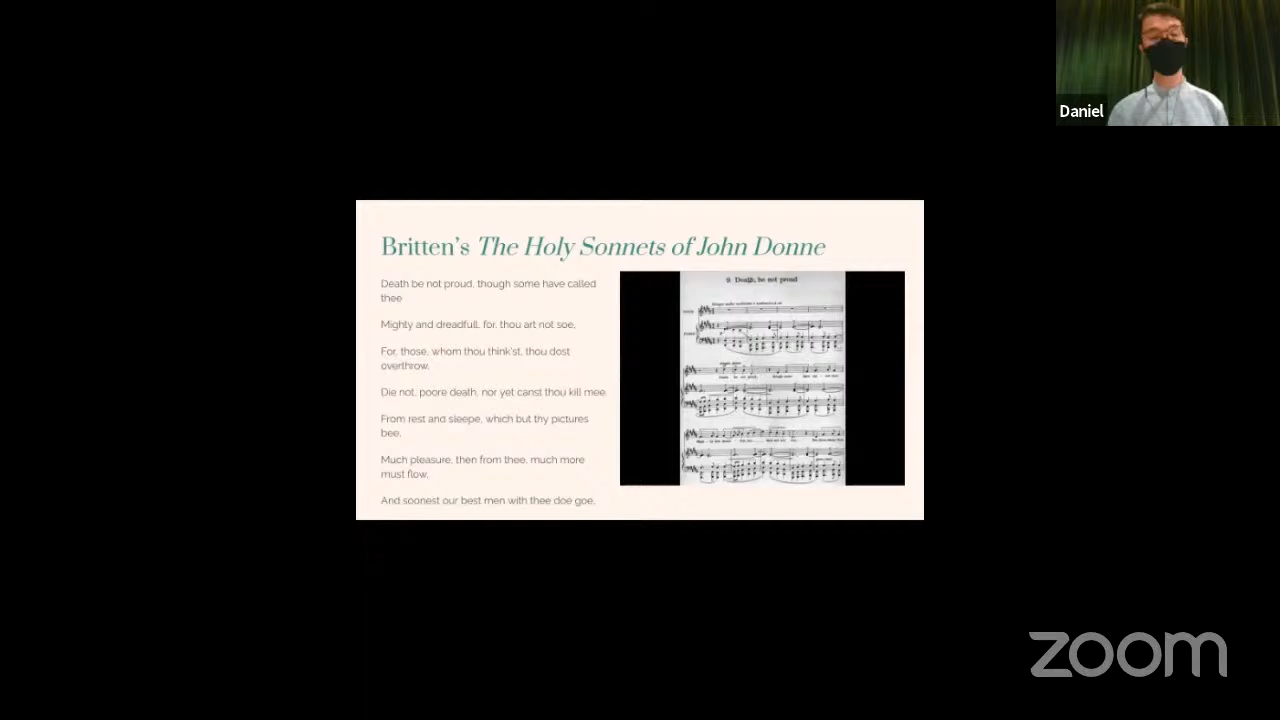 Daniel
Britten's The Holy Sonnets of John Donne
Death be not proud, though some have called
thee
Mighty and dreadfull, for, thou art not soe,
For, those, whom thou think'st, thou dost
overthrow,
Die not, poore death, nor yet canst thou kill mee
From rest and sleepe, which but thy pictures
bee,
Much pleasure, then from thee, much more
must flow,
And soonest our best men with thee doe goe,
9. Death, be not proud
zoom